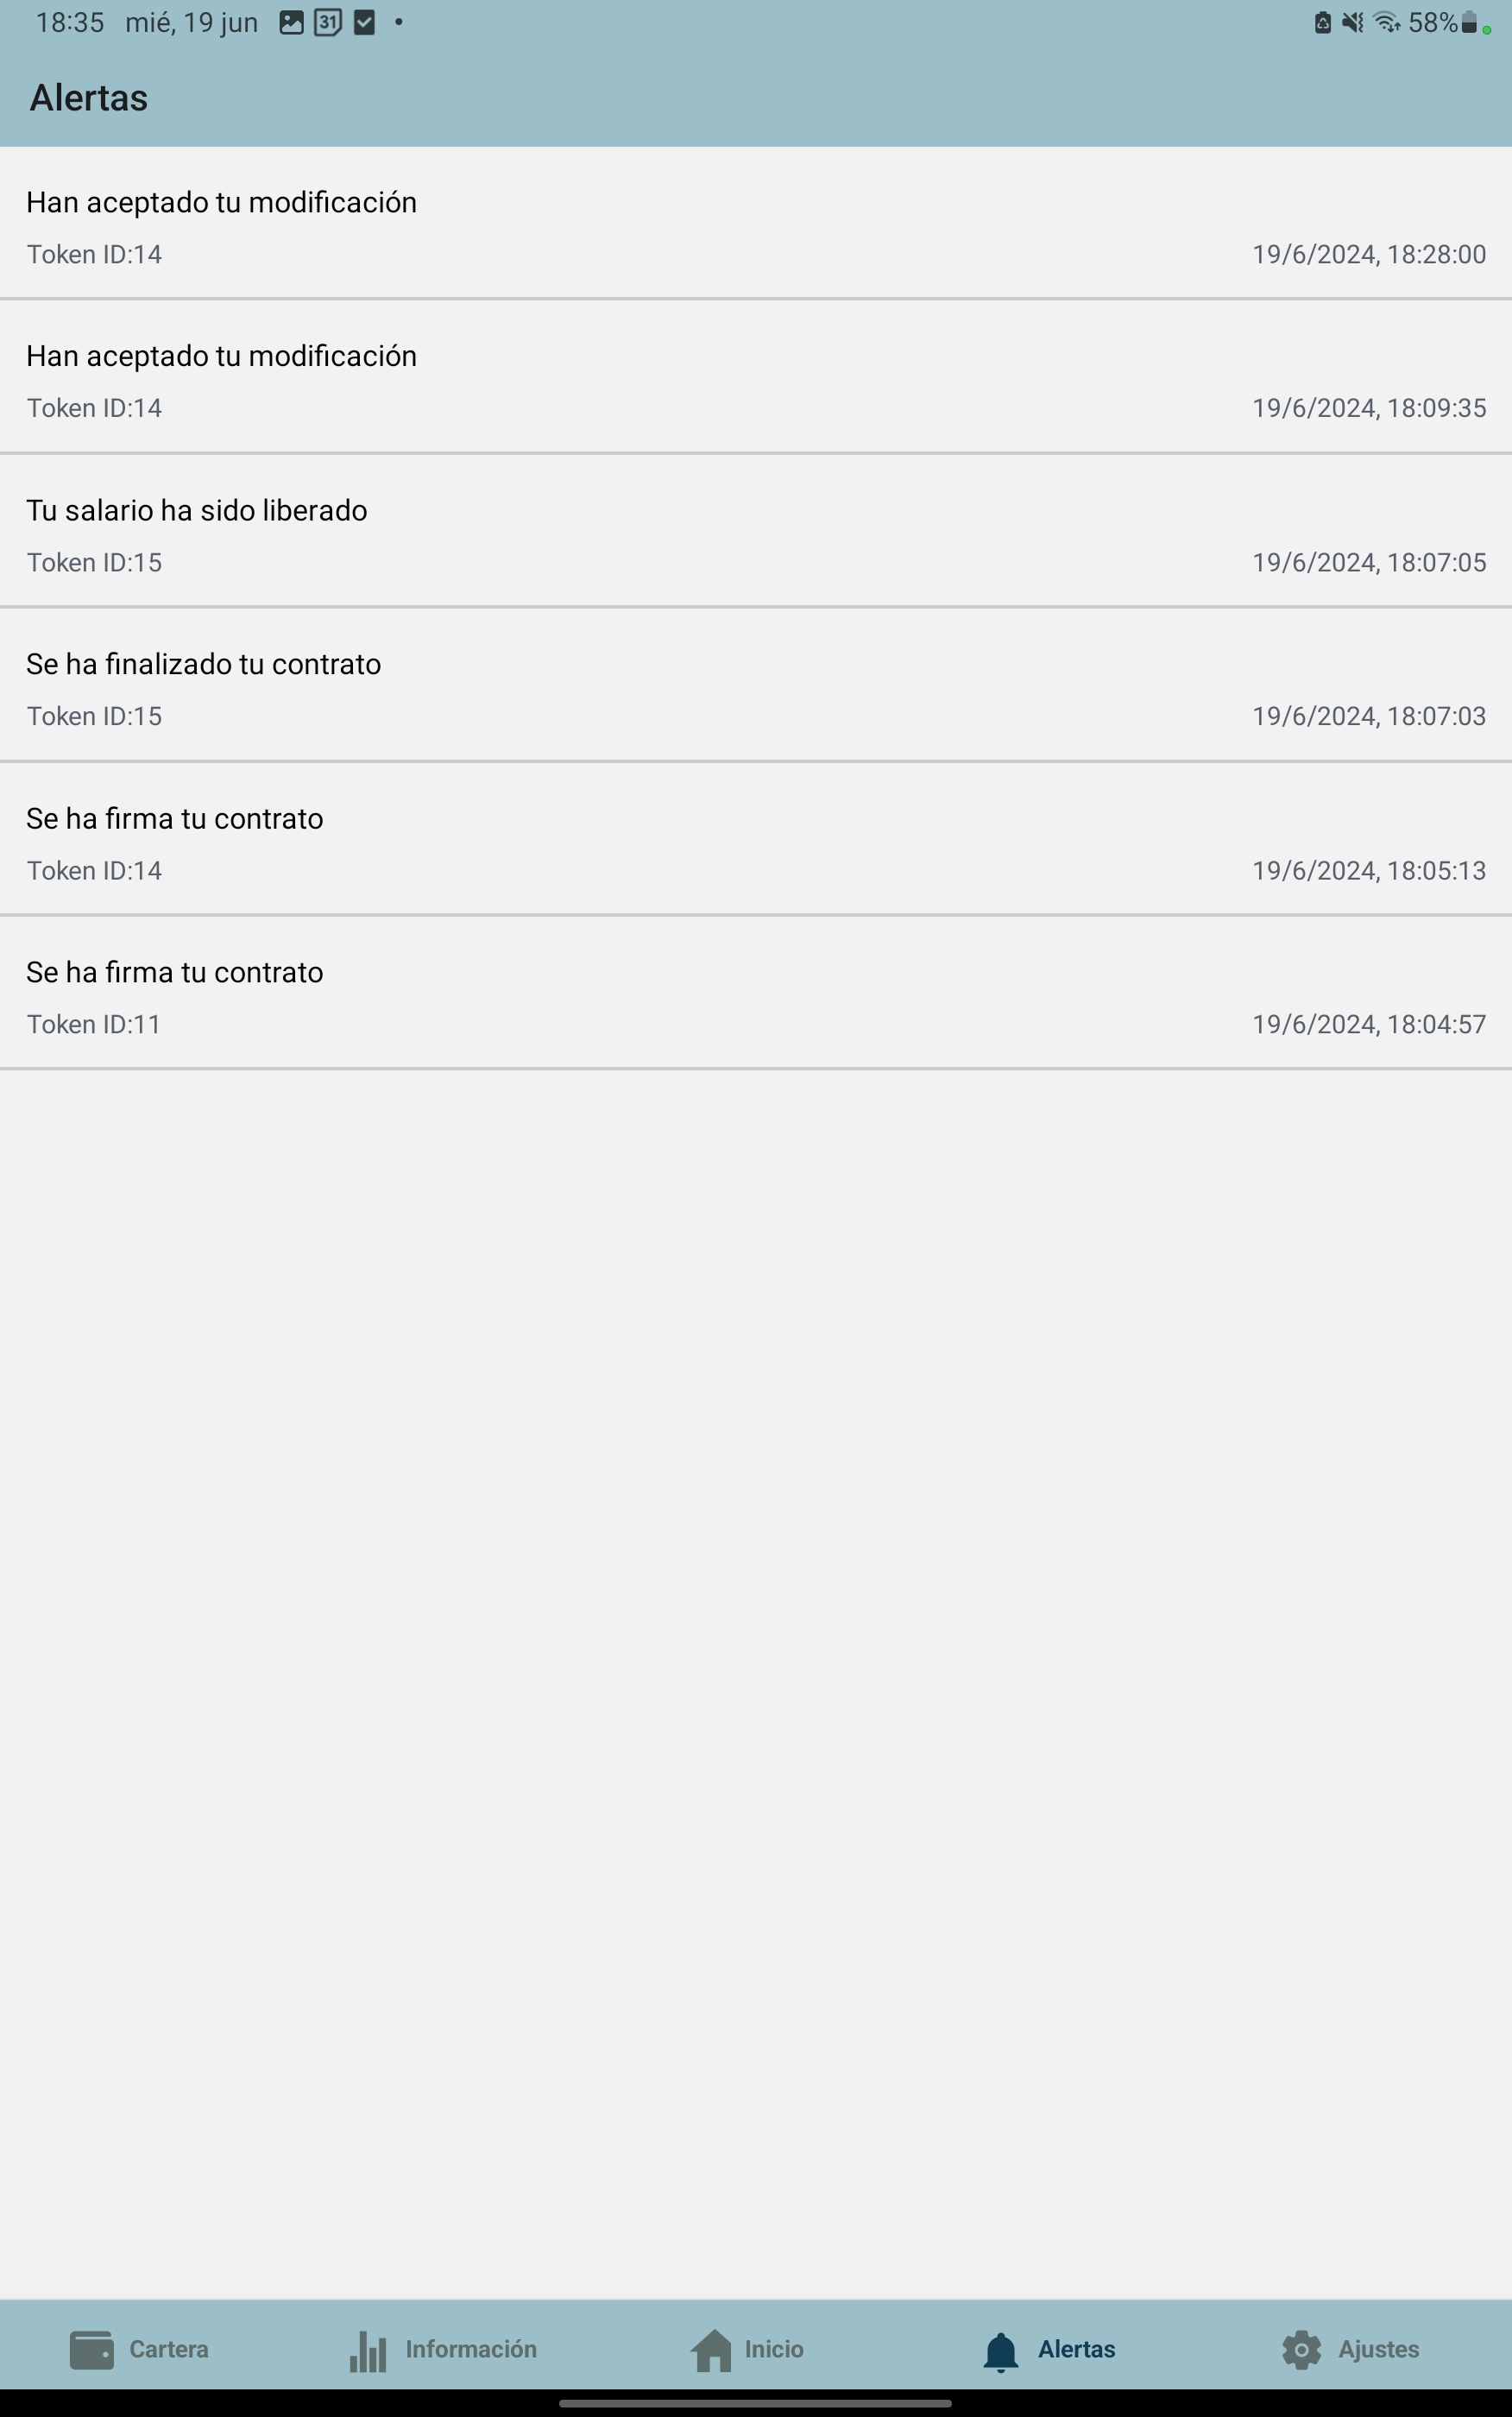 18:35 mié, 19 jun 31 58%
Alertas
Han aceptado tu modificación
Token ID:14 19/6/2024, 18:28:00
Han aceptado tu modificación
Token ID:14 19/6/2024, 18:09:35
Tu salario ha sido liberado
Token ID:15 19/6/2024, 18:07:05
Se ha finalizado tu contrato
Token ID:15 19/6/2024, 18:07:03
Se ha firma tu contrato
Token ID:14 19/6/2024, 18:05:13
Se ha firma tu contrato
Token ID:11 19/6/2024, 18:04:57
Cartera Información Inicio Alertas Ajustes